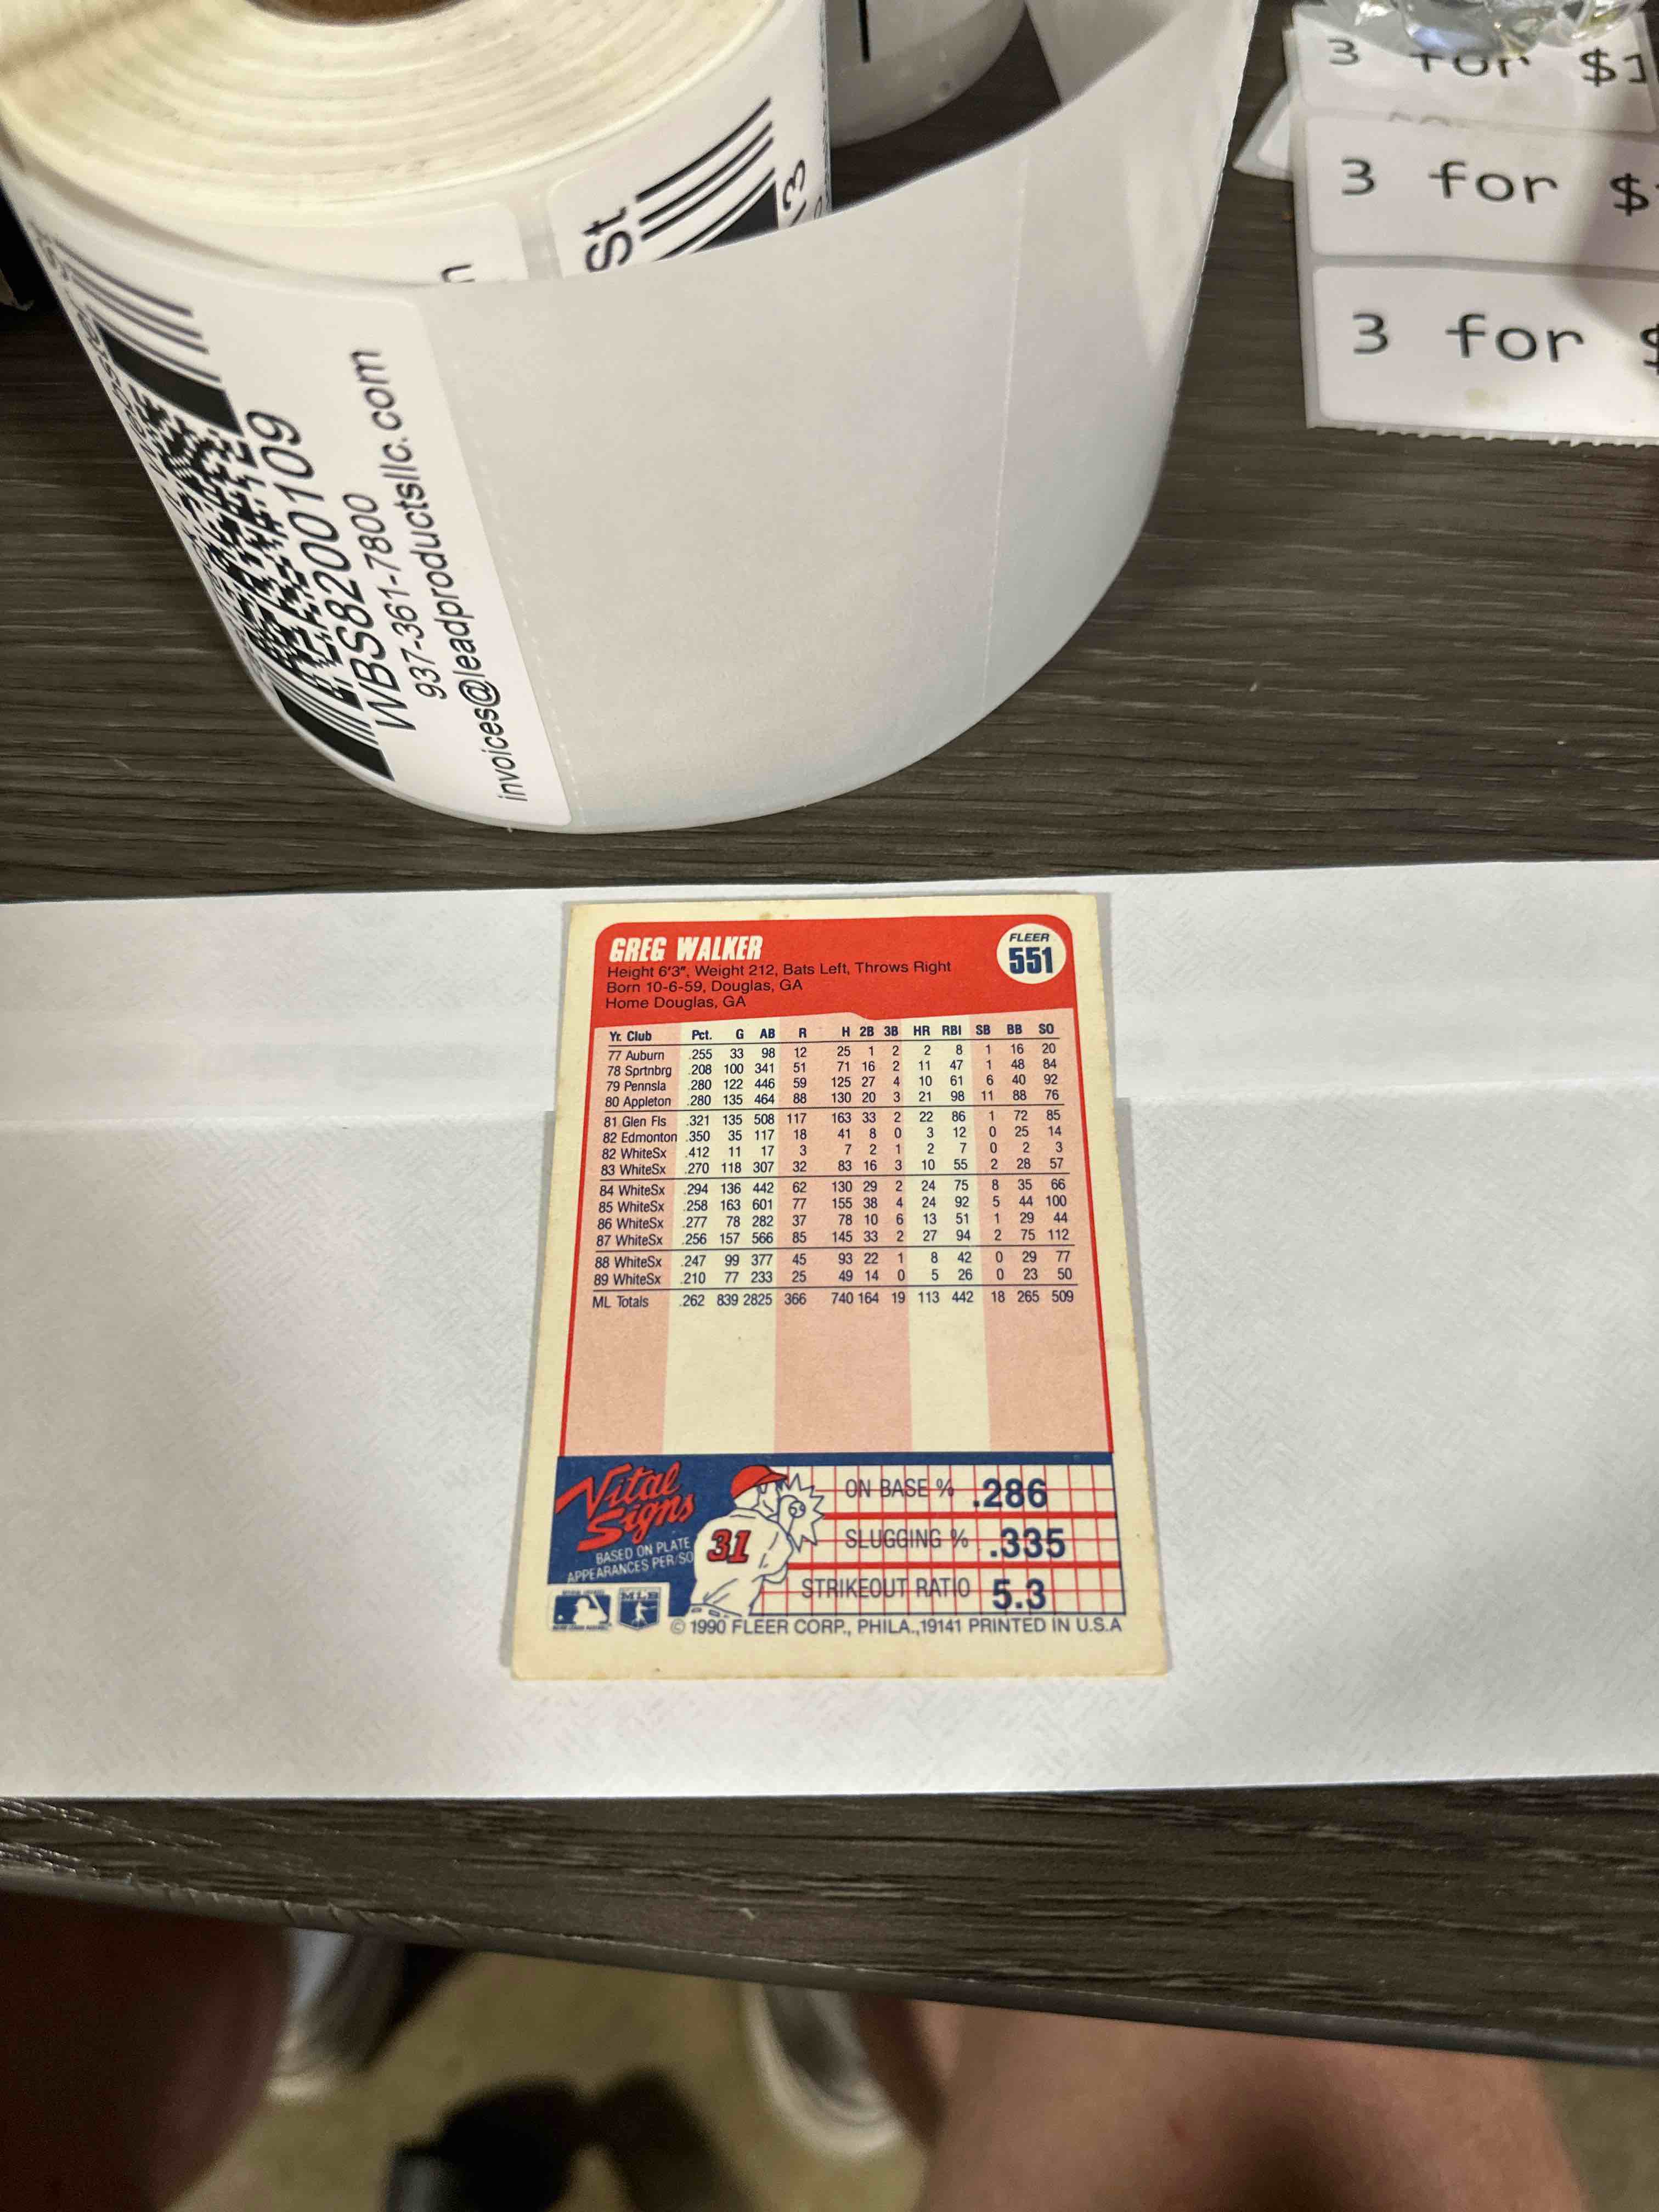 3 for $1
3 for $
3 for $
St
WBS8200109
WBS87800
937-361-7800
invoices@leadproductsllc.com
GREG WALKER
FLEER
551
Height 6'3", Weight 212, Bats Left, Throws Right
Born 10-6-59, Douglas, GA
Home Douglas, GA
Yr. Club Pct. G AB R H 2B 3B HR RBI SB BB SO
77 Auburn .255 33 98 12 25 1 2 2 8 1 16 20
78 Sprtnbrg .208 100 341 51 71 16 2 11 47 1 48 84
79 Pennsla .280 122 446 59 125 27 4 10 61 6 40 92
80 Appleton .280 135 464 88 130 20 3 21 98 11 88 76
81 Glen Fls .321 135 508 117 163 33 2 22 86 1 72 85
82 Edmonton .350 35 117 18 41 8 0 3 12 0 25 14
82 WhiteSx .412 11 17 3 7 2 1 2 7 0 2 3
83 WhiteSx .270 118 307 32 83 16 3 10 55 2 28 57
84 WhiteSx .294 136 442 62 130 29 2 24 75 8 35 66
85 WhiteSx .258 163 601 77 155 38 4 24 92 5 44 100
86 WhiteSx .277 78 282 37 78 10 6 13 51 1 29 44
87 WhiteSx .256 157 566 85 145 33 2 27 94 2 75 112
88 WhiteSx .247 99 377 45 93 22 1 8 42 0 29 77
89 WhiteSx .210 77 233 25 49 14 0 5 26 0 23 50
ML Totals .262 839 2825 366 740 164 19 113 442 18 265 509
Vital
Signs
BASED ON PLATE
APPEARANCES PER/SO
31
ON BASE % .286
SLUGGING % .335
STRIKEOUT RATIO 5.3
MLB
© 1990 FLEER CORP., PHILA.,19141 PRINTED IN U.S.A